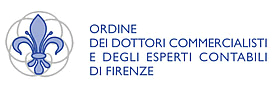 ORDINE
DEI DOTTORI COMMERCIALISTI
E DEGLI ESPERTI CONTABILI
DI FIRENZE